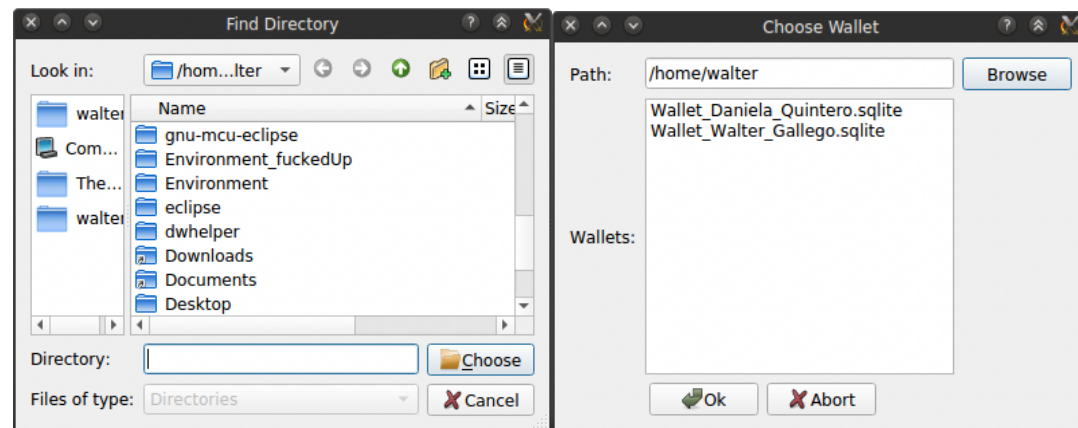 Find Directory
Look in: /hom...lter
walter
Com...
The...
walter
Name Size
gnu-mcu-eclipse
Environment_fuckedUp
Environment
eclipse
dwhelper
Downloads
Documents
Desktop
Directory: Choose
Files of type: Directories Cancel
Choose Wallet
Path: /home/walter Browse
Wallet_Daniela_Quintero.sqlite
Wallet_Walter_Gallego.sqlite
Wallets:
Ok Abort